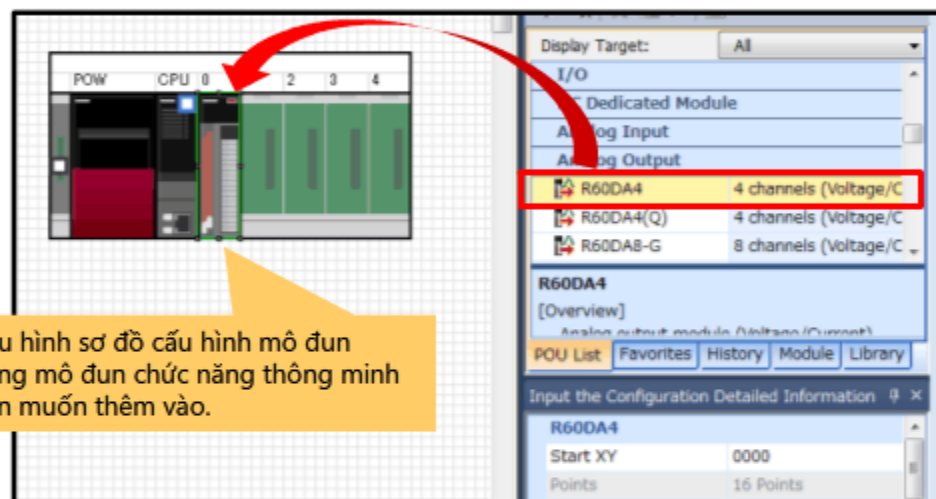 POW CPU 0 2 3 4
u hình sơ đồ cấu hình mô đun
ng mô đun chức năng thông minh
n muốn thêm vào.
Display Target: All
I/O
Dedicated Module
Analog Input
Analog Output
R60DA4 4 channels (Voltage/C
R60DA4(Q) 4 channels (Voltage/C
R60DA8-G 8 channels (Voltage/C
R60DA4
[Overview]
Analog output module (Voltage/Current)
POU List Favorites History Module Library
Input the Configuration Detailed Information
R60DA4
Start XY 0000
Points 16 Points